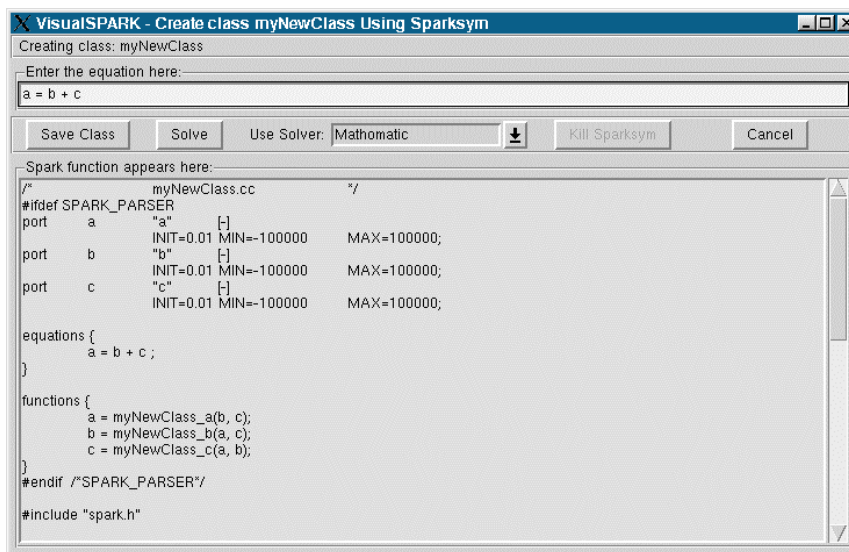 VisualSPARK - Create class myNewClass Using Sparksym
Creating class: myNewClass
Enter the equation here:
a = b + c
Save Class Solve Use Solver: Mathomatic Kill Sparksym Cancel
Spark function appears here:
/* myNewClass.cc */
#ifdef SPARK_PARSER
port a "a" [-]
INIT=0.01 MIN=-100000 MAX=100000;
port b "b" [-]
INIT=0.01 MIN=-100000 MAX=100000;
port c "c" [-]
INIT=0.01 MIN=-100000 MAX=100000;
equations {
a = b + c ;
}
functions {
a = myNewClass_a(b, c);
b = myNewClass_b(a, c);
c = myNewClass_c(a, b);
}
#endif /*SPARK_PARSER*/
#include "spark.h"